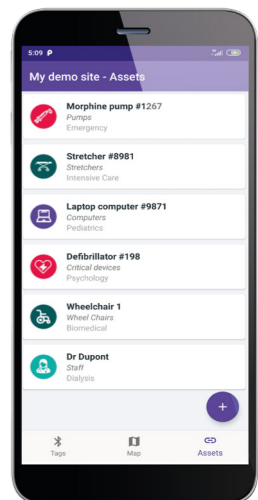 5:09 P
My demo site - Assets
Morphine pump #1267
Pumps
Emergency
Stretcher #8981
Stretchers
Intensive Care
Laptop computer #9871
Computers
Pediatrics
Defibrillator #198
Critical devices
Psychology
Wheelchair 1
Wheel Chairs
Biomedical
Dr Dupont
Staff
Dialysis
+
Tags
Map
Assets